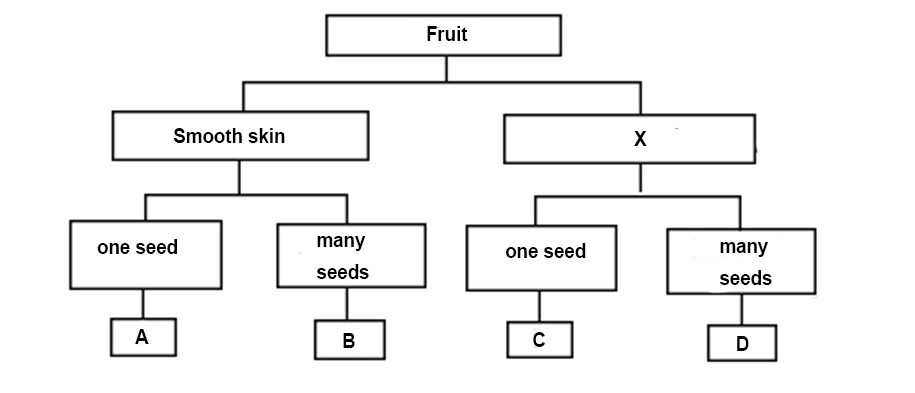 Fruit
Smooth skin
X
one seed
many
seeds
one seed
many
seeds
A
B
C
D